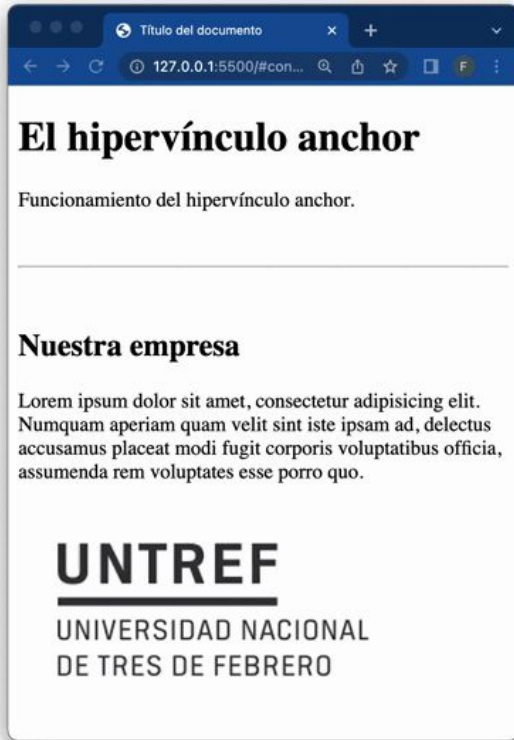 Título del documento
127.0.0.1:5500/#con...
F
El hipervínculo anchor
Funcionamiento del hipervínculo anchor.
Nuestra empresa
Lorem ipsum dolor sit amet, consectetur adipisicing elit.
Numquam aperiam quam velit sint iste ipsam ad, delectus
accusamus placeat modi fugit corporis voluptatibus officia,
assumenda rem voluptates esse porro quo.
UNTREF
UNIVERSIDAD NACIONAL
DE TRES DE FEBRERO